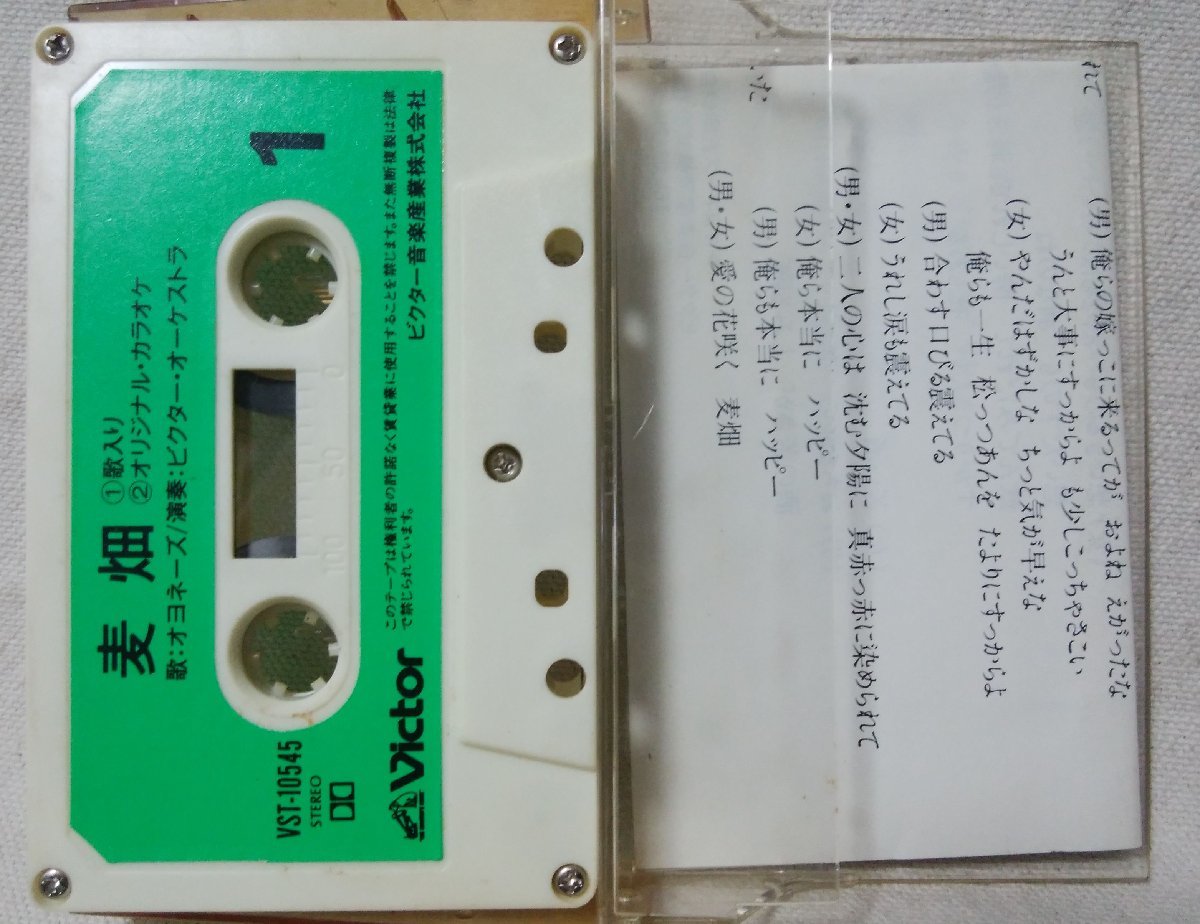 1
麦畑
①歌入り
②オリジナル・カラオケ
歌:オヨネーズ/演奏:ビクター・オーケストラ
VST-10545
STEREO
このテープは権利者の許諾なく賃貸業に使用することを禁じます。また無断複製は法律
で禁じられています。
Victor
ビクター音楽産業株式会社
れて
(男) 俺らの嫁っこに来るってが およね えがったな
うんと大事にすっからよ も少しこっちゃさこい
(女) やんだはずかしな ちっと気が早えな
俺らも一生 松っつあんを たよりにすっからよ
(男) 合わす口びる震えてる
(女) うれし涙も震えてる
(男・女) 二人の心は 沈む夕陽に 真赤っ赤に染められて
(女) 俺ら本当に ハッピー
(男) 俺らも本当に ハッピー
(男・女) 愛の花咲く 麦畑
いた